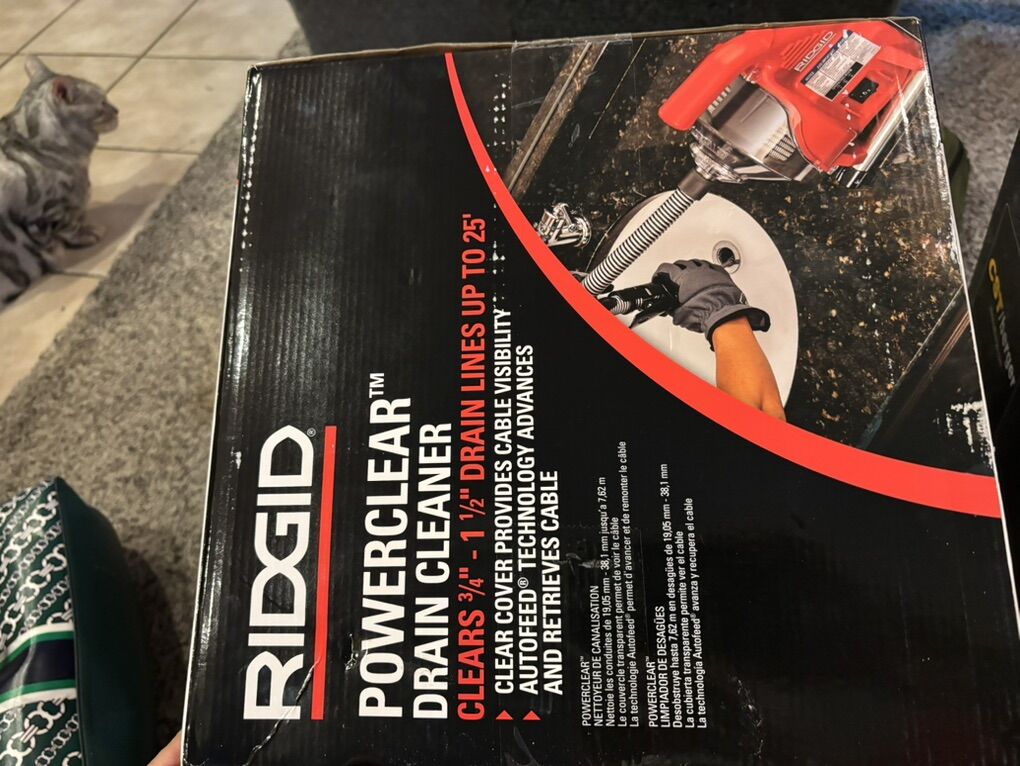 RIDGID®
POWERCLEAR™
DRAIN CLEANER
CLEARS ¾" - 1 ½" DRAIN LINES UP TO 25'
CLEAR COVER PROVIDES CABLE VISIBILITY
AUTOFEED® TECHNOLOGY ADVANCES
AND RETRIEVES CABLE
POWERCLEAR™
NETTOYEUR DE CANALISATION
Nettoie les conduites de 19,05 mm - 38,1 mm jusqu'a 7,62 m
Le couvercle transparent permet de voir le câble
La technologie Autofeed® permet d'avancer et de remonter le câble
POWERCLEAR™
LIMPIADOR DE DESAGÜES
Desobstruye hasta 7,62 m en desagües de 19,05 mm - 38,1 mm
La cubierta transparente permite ver el cable
La technología Autofeed® avanza y recupera el cable
RIDGID